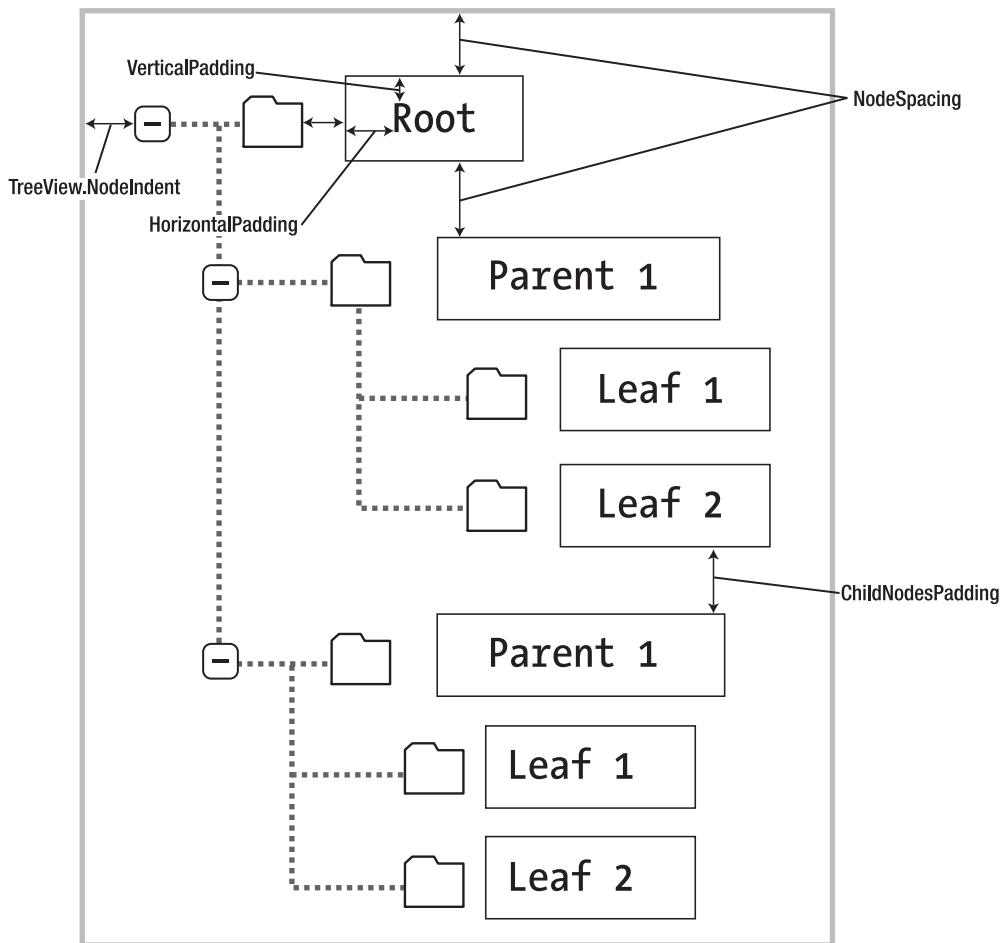 VerticalPadding
Root
NodeSpacing
TreeView.NodeIndent
HorizontalPadding
Parent 1
Leaf 1
Leaf 2
ChildNodesPadding
Parent 1
Leaf 1
Leaf 2